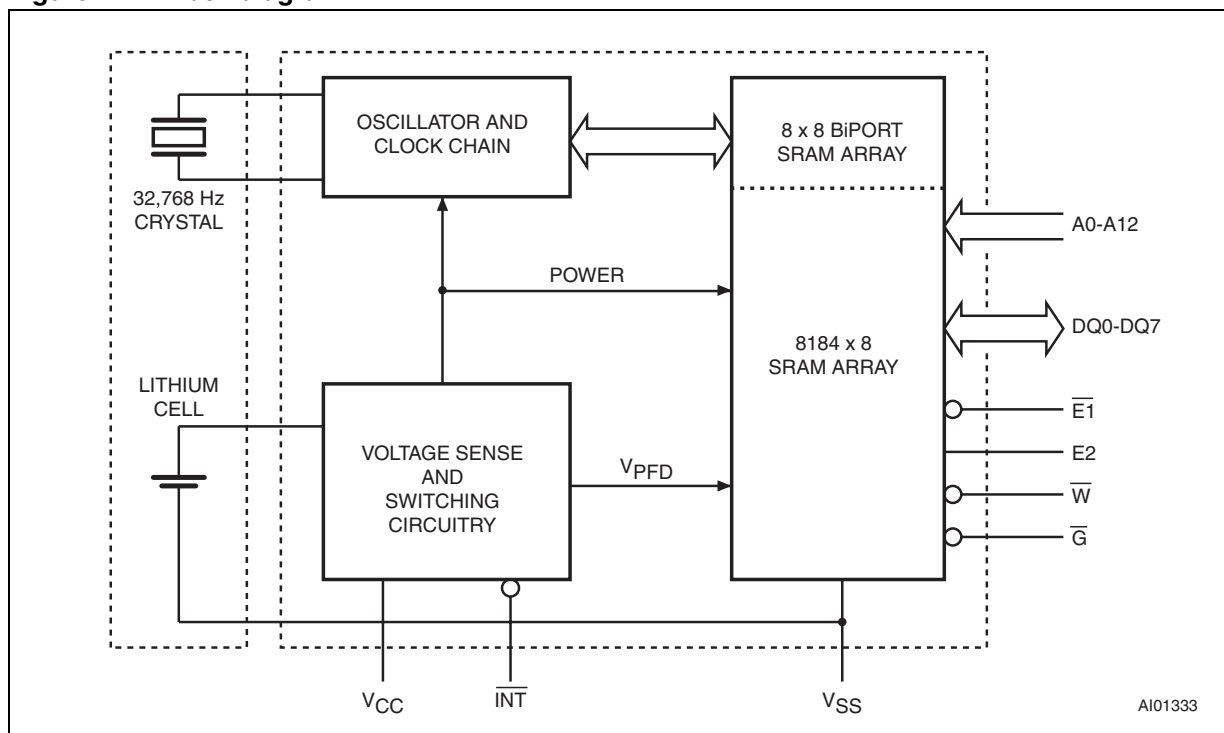 OSCILLATOR AND
CLOCK CHAIN
8 x 8 BiPORT
SRAM ARRAY
32,768 Hz
CRYSTAL
A0-A12
POWER
DQ0-DQ7
8184 x 8
SRAM ARRAY
LITHIUM
CELL
E1
VOLTAGE SENSE
AND
SWITCHING
CIRCUITRY
VPFD
E2
W
G
VCC
INT
VSS
AI01333